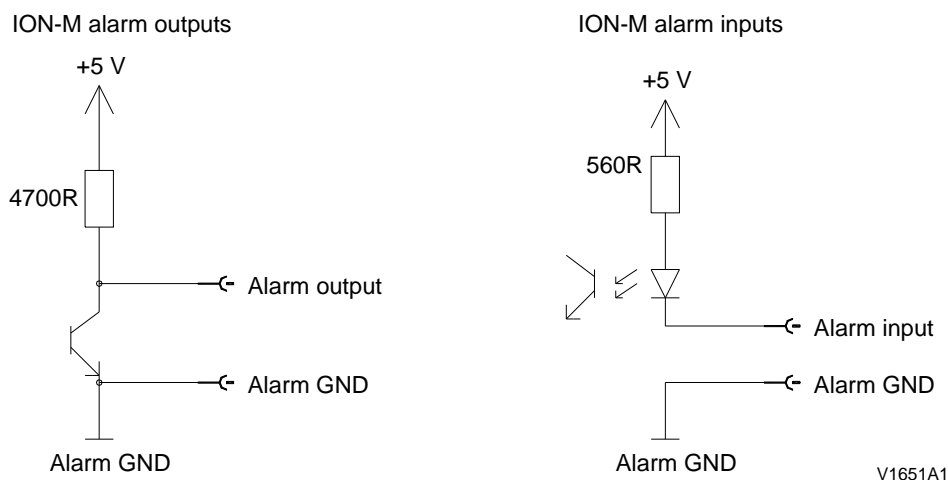 ION-M alarm outputs
+5 V
4700R
Alarm output
Alarm GND
Alarm GND
ION-M alarm inputs
+5 V
560R
Alarm input
Alarm GND
Alarm GND
V1651A1